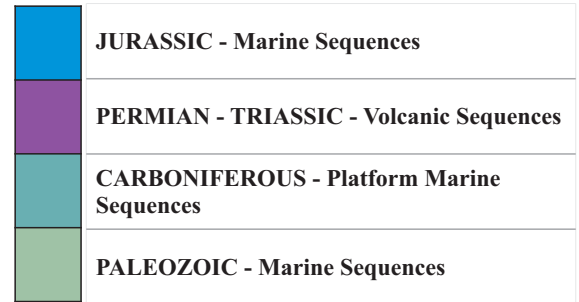 JURASSIC - Marine Sequences
PERMIAN - TRIASSIC - Volcanic Sequences
CARBONIFEROUS - Platform Marine
Sequences
PALEOZOIC - Marine Sequences